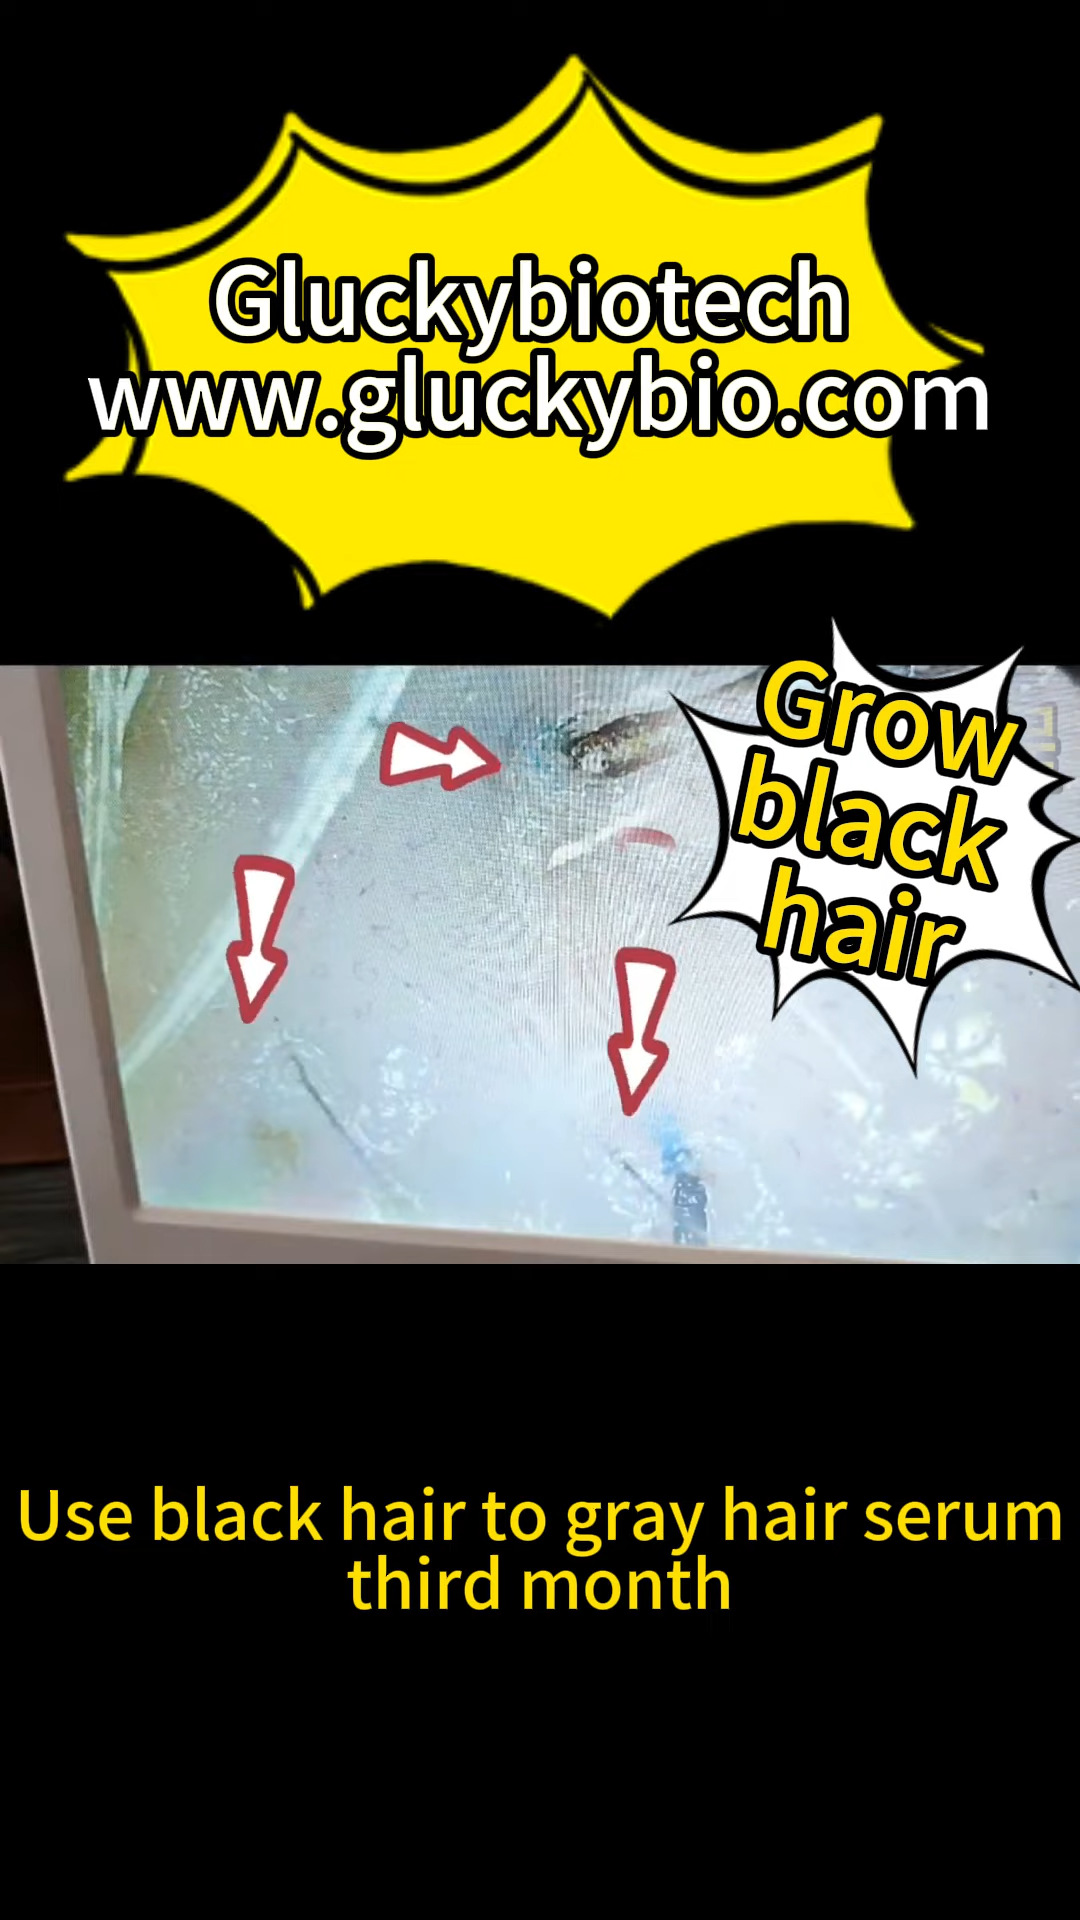 Gluckybiotech
www.gluckybio.com
Grow
black
hair
Use black hair to gray hair serum
third month